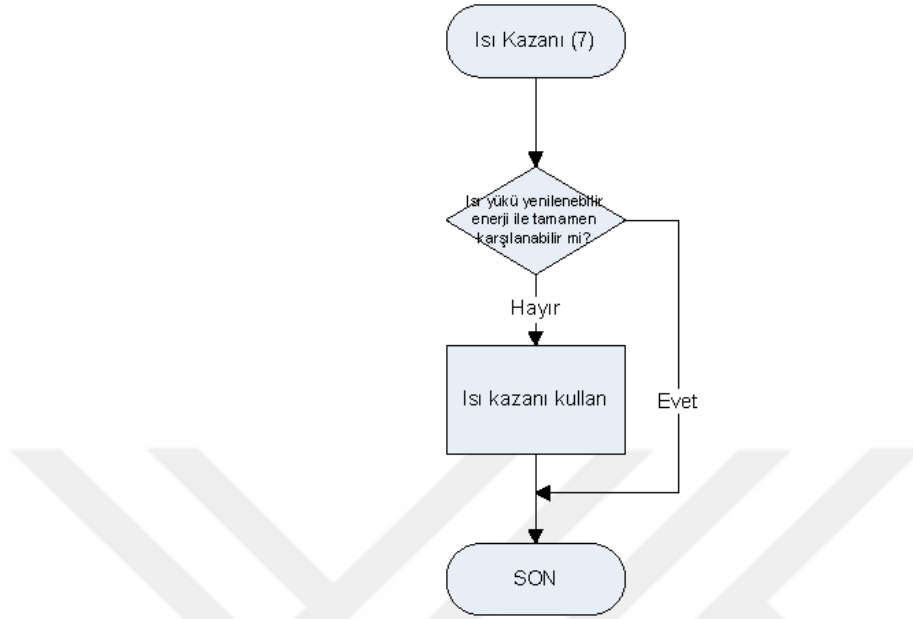 Isı Kazanı (7)
Isı yükü yenilenebilir
enerji ile tamamen
karşılanabilir mi?
Hayır
Isı kazanı kullan
Evet
SON